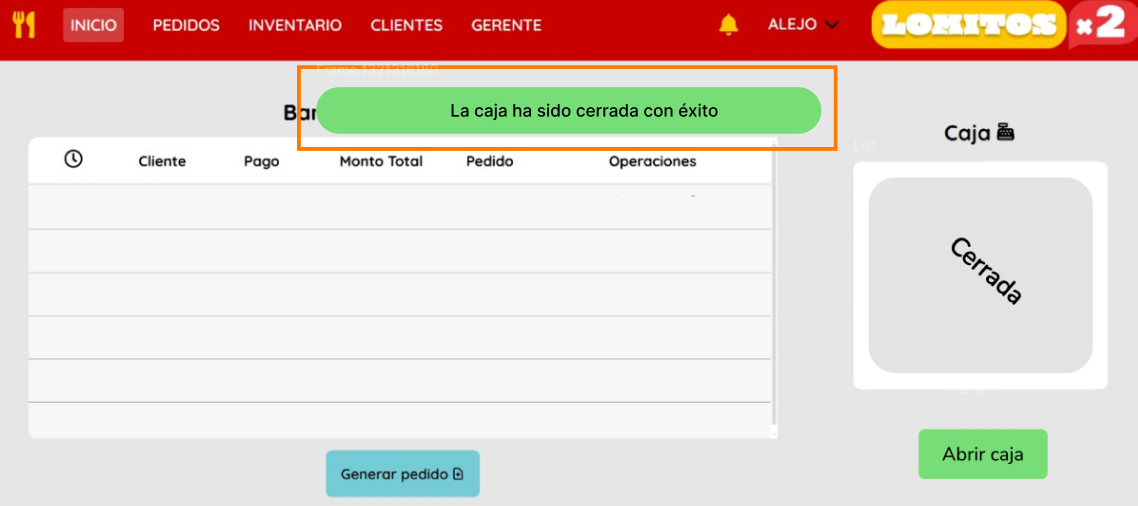 INICIO PEDIDOS INVENTARIO CLIENTES GERENTE ALEJO LOMITOS x2
Frame 1321316180
La caja ha sido cerrada con éxito
Caja
List
Cliente Pago Monto Total Pedido Operaciones
Cerrada
Generar pedido
Abrir caja